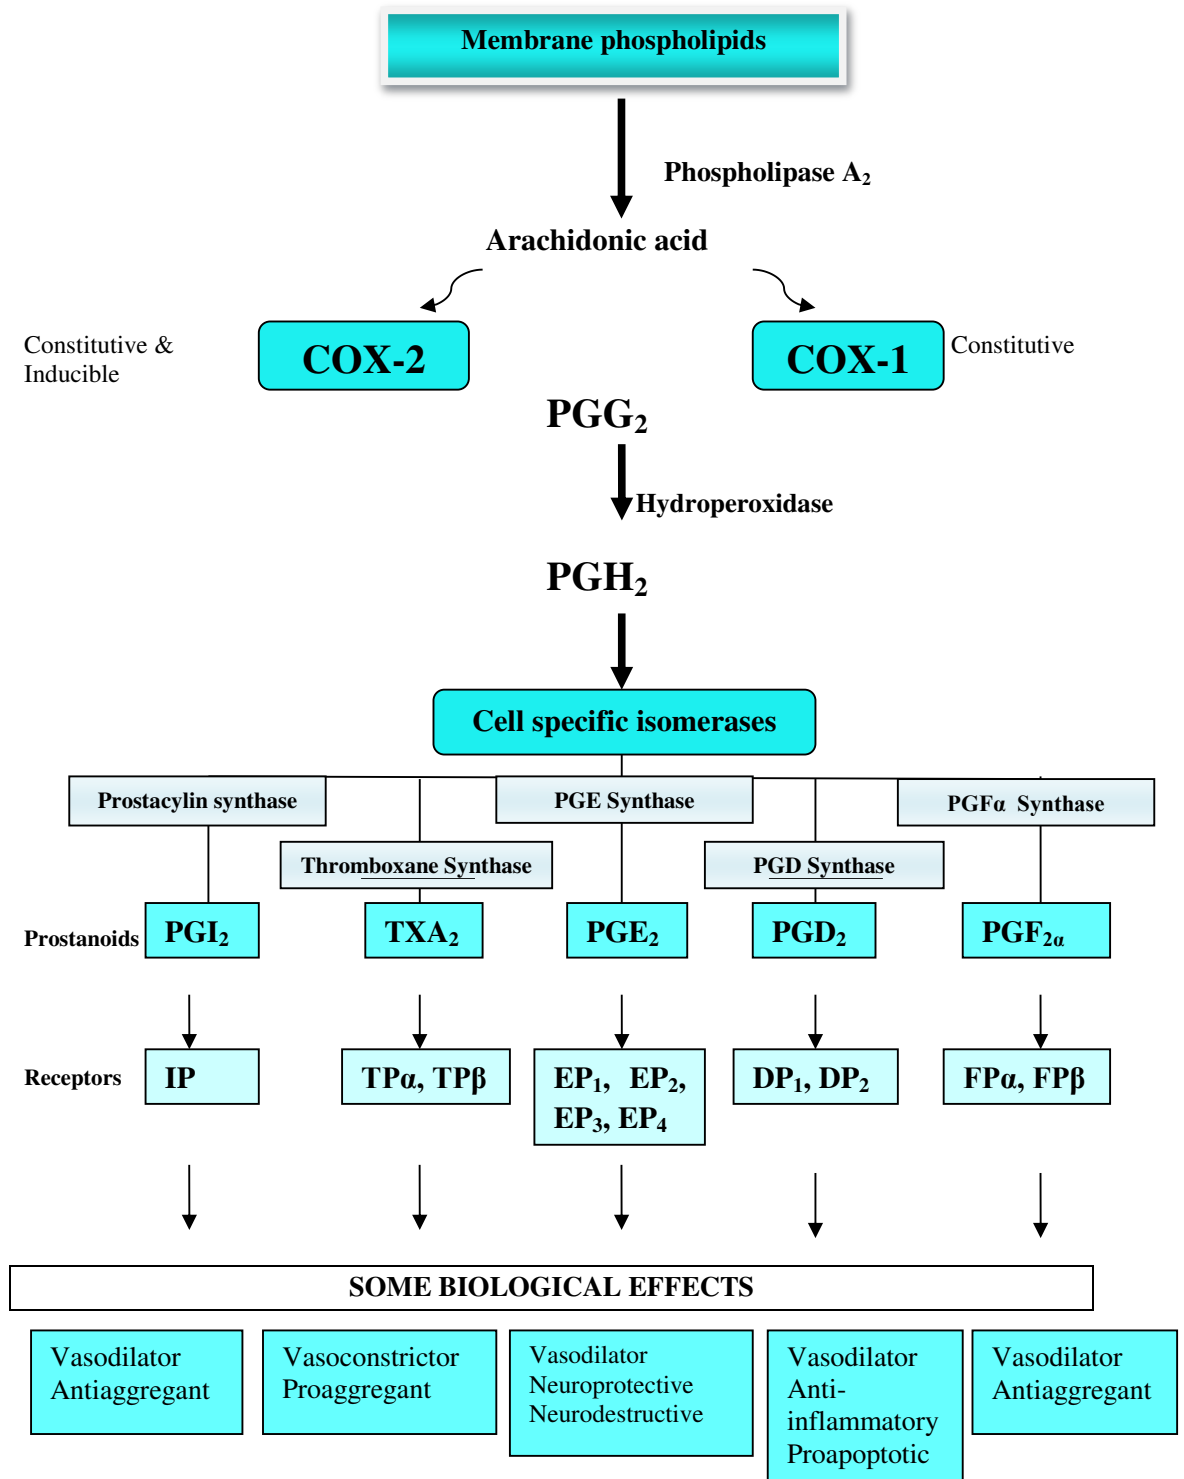 Membrane phospholipids
Phospholipase A₂
Arachidonic acid
Constitutive &
Inducible
COX-2
COX-1
Constitutive
PGG₂
Hydroperoxidase
PGH₂
Cell specific isomerases
Prostacylin synthase
PGE Synthase
PGFα Synthase
Thromboxane Synthase
PGD Synthase
Prostanoids
PGI₂
TXA₂
PGE₂
PGD₂
PGF₂α
Receptors
IP
TPα, TPβ
EP₁, EP₂,
EP₃, EP₄
DP₁, DP₂
FPα, FPβ
SOME BIOLOGICAL EFFECTS
Vasodilator
Antiaggregant
Vasoconstrictor
Proaggregant
Vasodilator
Neuroprotective
Neurodestructive
Vasodilator
Anti-
inflammatory
Proapoptotic
Vasodilator
Antiaggregant